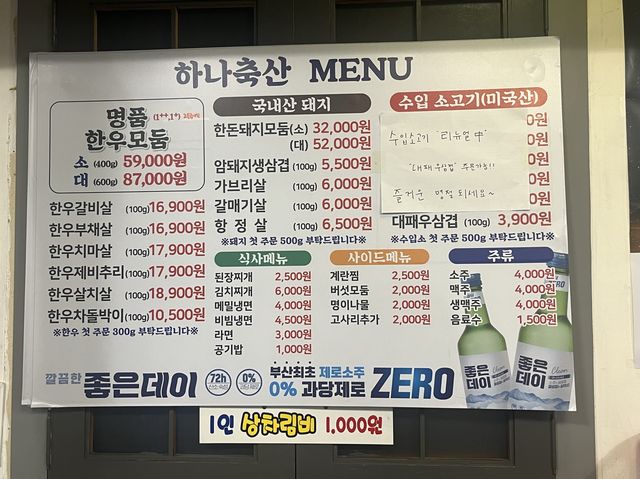 하나축산 MENU
명품 (1++,1+)
한우모둠
소 (400g) 59,000원
대 (600g) 87,000원
한우갈비살 (100g)16,900원
한우부채살 (100g)16,900원
한우치마살 (100g)17,900원
한우제비추리(100g)17,900원
한우살치살 (100g)18,900원
한우차돌박이(100g)10,500원
※한우 첫 주문 300g 부탁드립니다※
국내산 돼지
한돈돼지모둠(소) 32,000원
(대) 52,000원
암돼지생삼겹 (100g) 5,500원
가브리살 (100g) 6,000원
갈매기살 (100g) 6,000원
항정살 (100g) 6,500원
※돼지 첫 주문 500g 부탁드립니다※
수입 소고기(미국산)
0원
0원
0원
0원
0원
수입소고기 "리뉴얼 中"
"대패 우삼겹" 주문가능!!
즐거운 명절 되세요~
대패우삼겹 (100g) 3,900원
※수입소 첫 주문 500g 부탁드립니다※
식사메뉴
된장찌개 2,500원
김치찌개 6,000원
메밀냉면 4,000원
비빔냉면 4,500원
라면 3,000원
공기밥 1,000원
사이드메뉴
계란찜 2,500원
버섯모둠 2,000원
명이나물 2,000원
고사리추가 2,000원
주류
소주 4,000원
맥주 4,000원
생맥주 4,000원
음료수 1,500원
좋은데이
좋은데이
깔끔한 좋은데이
72h
0%
부산최초 제로소주
0% 과당제로 ZERO
1인 상차림비 1,000원